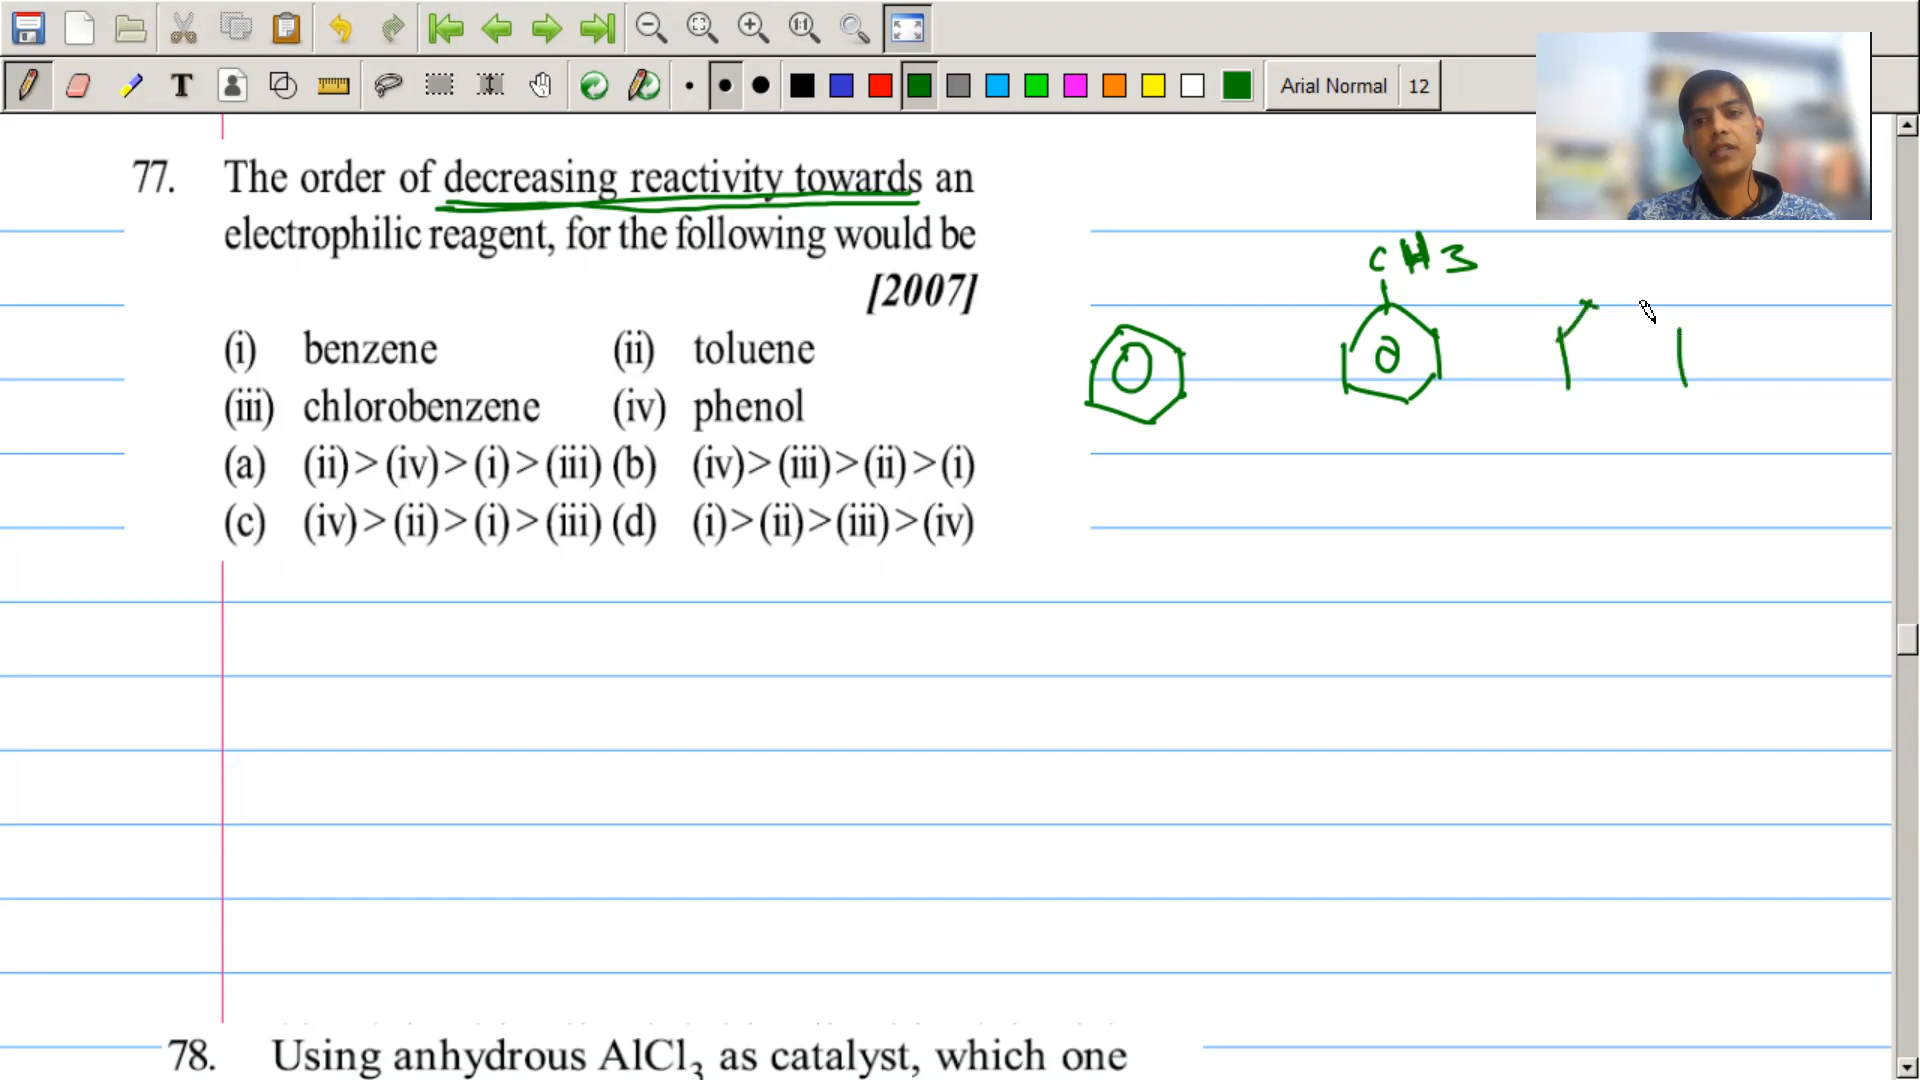 Arial Normal 12
77. The order of decreasing reactivity towards an
electrophilic reagent, for the following would be
[2007]
(i) benzene (ii) toluene
(iii) chlorobenzene (iv) phenol
(a) (ii)>(iv)>(i)>(iii) (b) (iv)>(iii)>(ii)>(i)
(c) (iv)>(ii)>(i)>(iii) (d) (i)>(ii)>(iii)>(iv)
CH3
78. Using anhydrous AlCl₃ as catalyst, which one